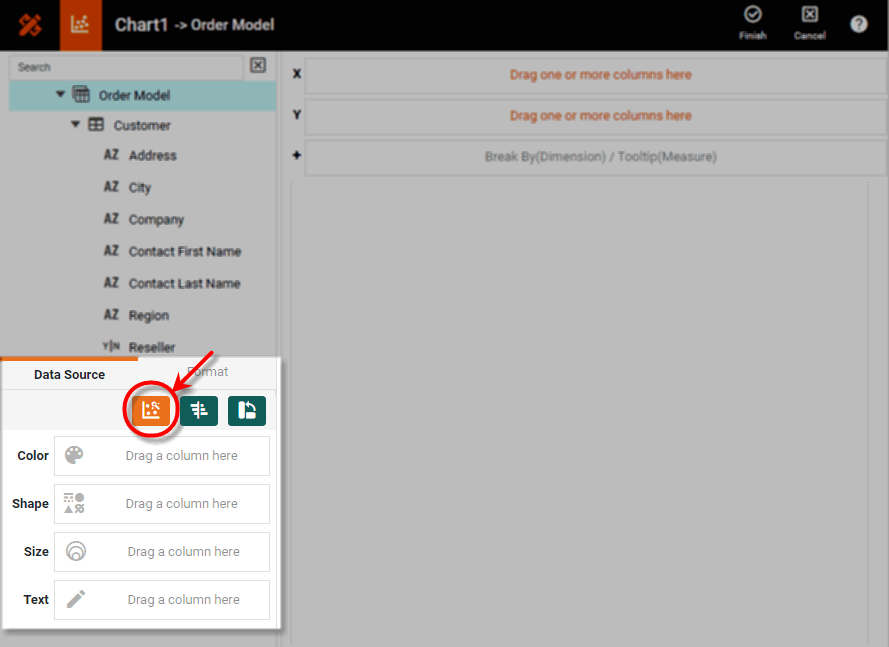 Chart1 -> Order Model
Finish
Cancel
?
Search
Order Model
Customer
AZ Address
AZ City
AZ Company
AZ Contact First Name
AZ Contact Last Name
AZ Region
Y|N Reseller
X Drag one or more columns here
Y Drag one or more columns here
+ Break By(Dimension) / Tooltip(Measure)
Data Source
Format
Color Drag a column here
Shape Drag a column here
Size Drag a column here
Text Drag a column here